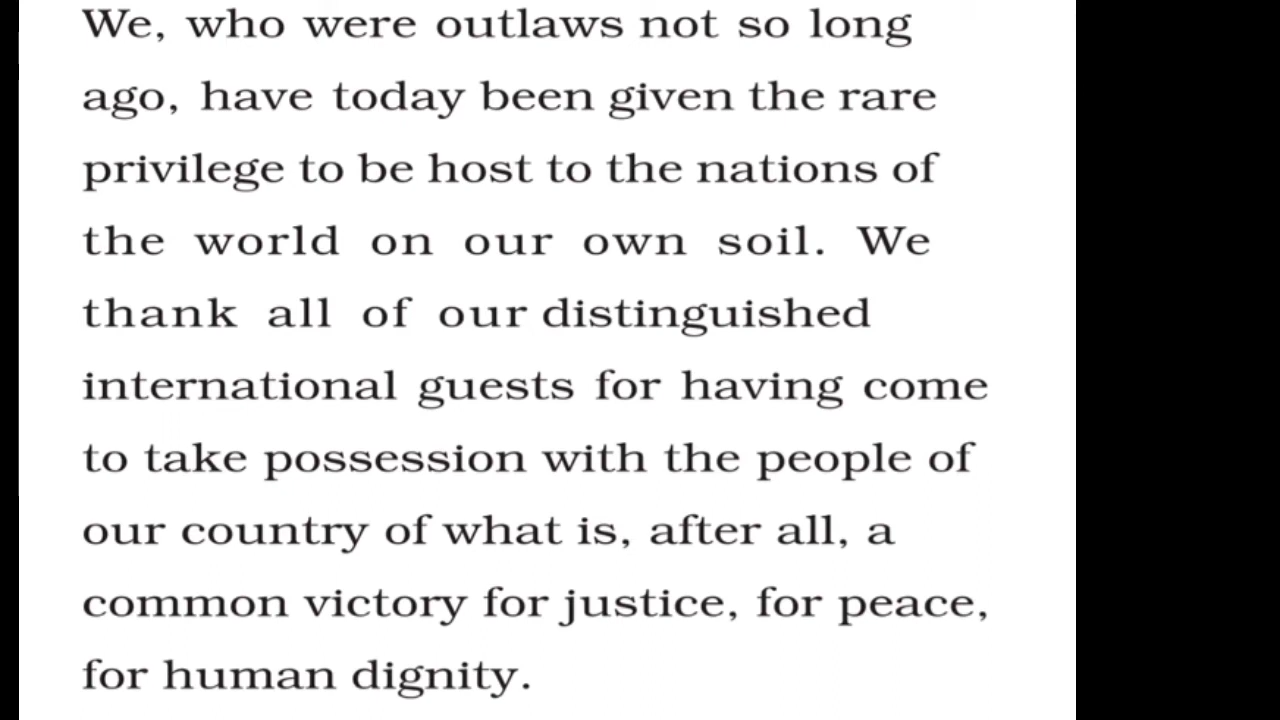 We, who were outlaws not so long
ago, have today been given the rare
privilege to be host to the nations of
the world on our own soil. We
thank all of our distinguished
international guests for having come
to take possession with the people of
our country of what is, after all, a
common victory for justice, for peace,
for human dignity.